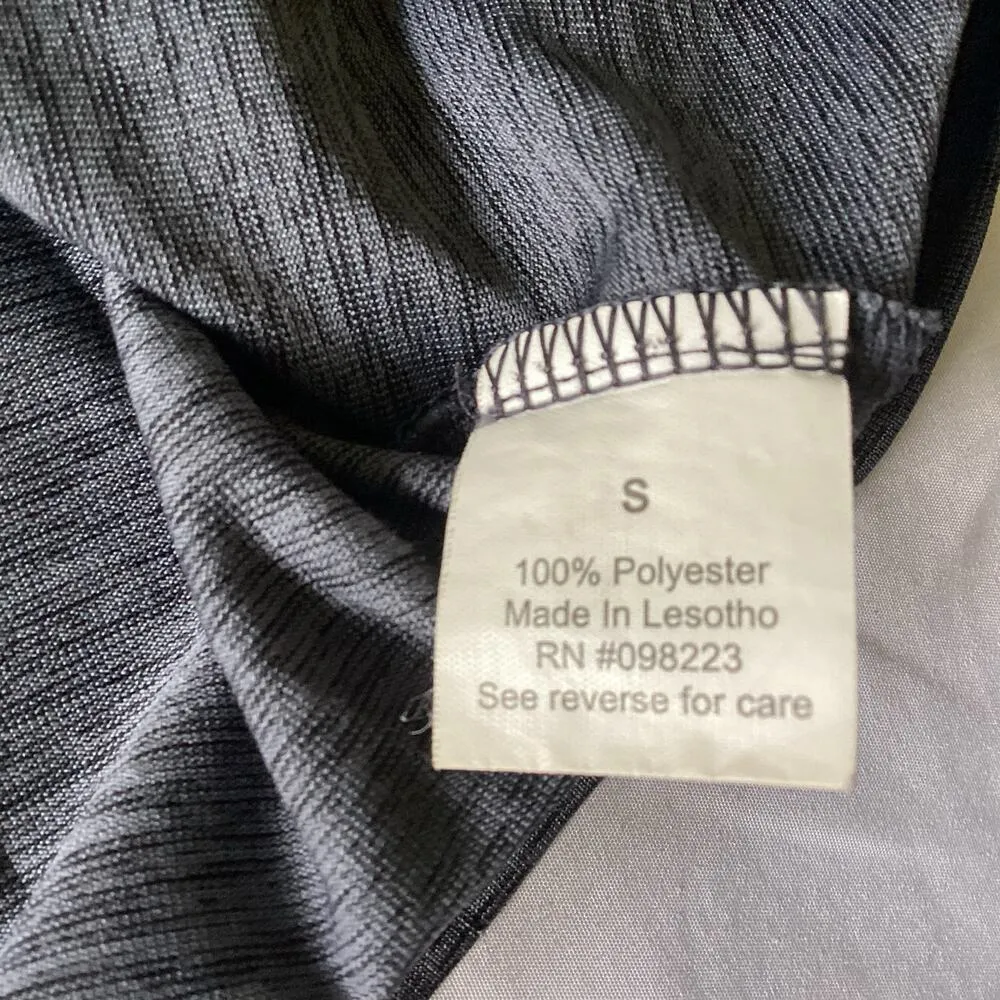 S
100% Polyester
Made In Lesotho
RN #098223
See reverse for care